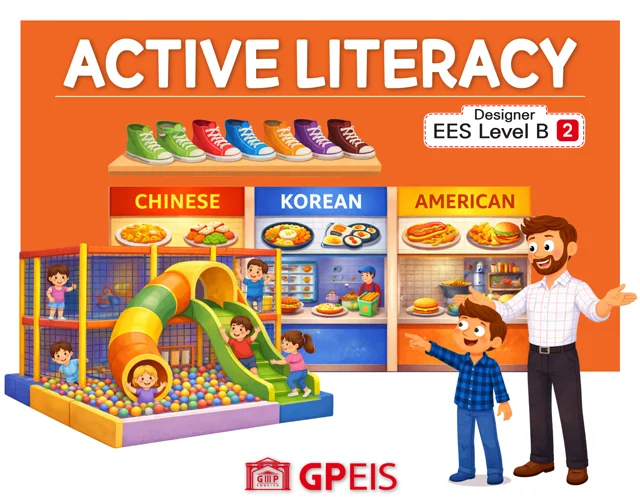 ACTIVE LITERACY
Designer
EES Level B 2
CHINESE
KOREAN
AMERICAN
GPEIS